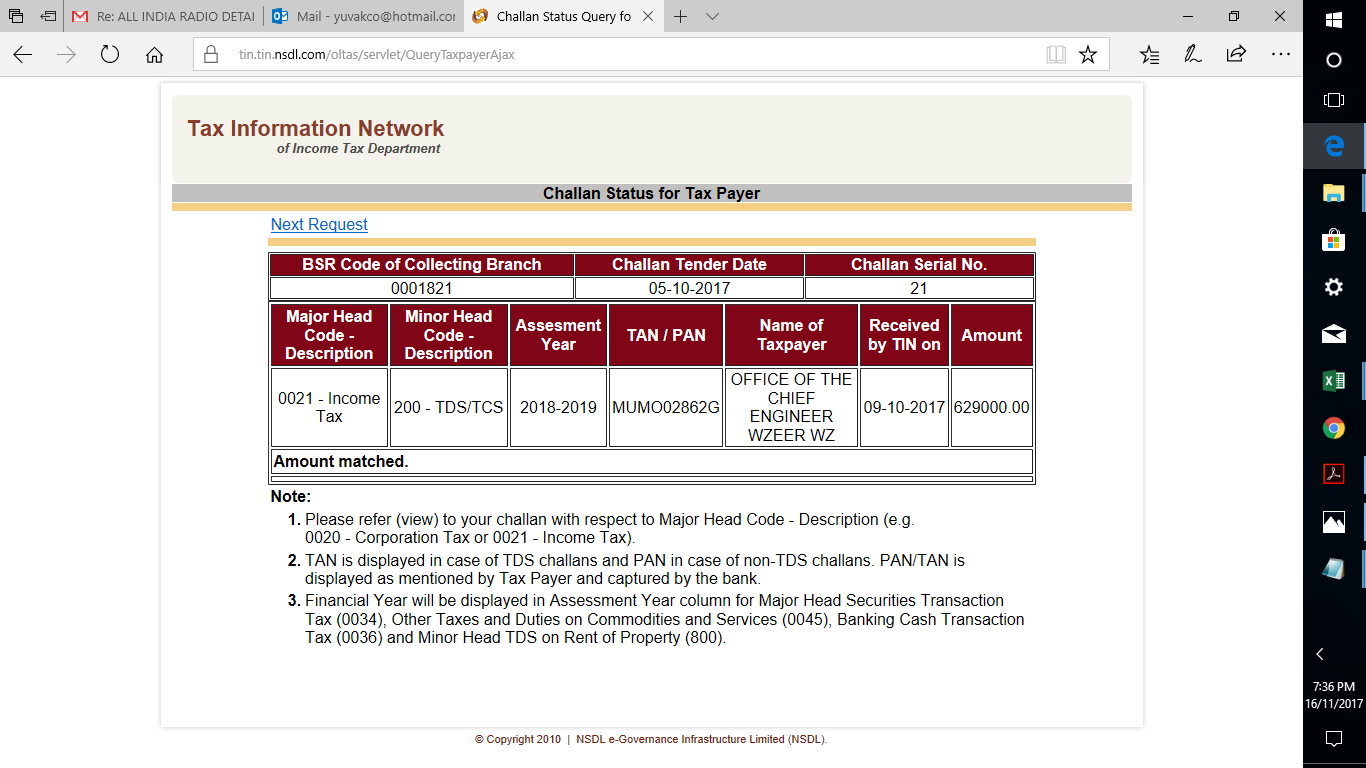 Re: ALL INDIA RADIO DETAI
Mail - yuvakco@hotmail.cor
Challan Status Query fo
tin.tin.nsdl.com/oltas/servlet/QueryTaxpayerAjax
Tax Information Network
of Income Tax Department
Challan Status for Tax Payer
Next Request
BSR Code of Collecting Branch Challan Tender Date Challan Serial No.
0001821 05-10-2017 21
Major Head Code - Description Minor Head Code - Description Assesment Year TAN / PAN Name of Taxpayer Received by TIN on Amount
0021 - Income Tax 200 - TDS/TCS 2018-2019 MUMO02862G OFFICE OF THE CHIEF ENGINEER WZEER WZ 09-10-2017 629000.00
Amount matched.
Note:
1. Please refer (view) to your challan with respect to Major Head Code - Description (e.g.
0020 - Corporation Tax or 0021 - Income Tax).
2. TAN is displayed in case of TDS challans and PAN in case of non-TDS challans. PAN/TAN is
displayed as mentioned by Tax Payer and captured by the bank.
3. Financial Year will be displayed in Assessment Year column for Major Head Securities Transaction
Tax (0034), Other Taxes and Duties on Commodities and Services (0045), Banking Cash Transaction
Tax (0036) and Minor Head TDS on Rent of Property (800).
© Copyright 2010 | NSDL e-Governance Infrastructure Limited (NSDL).
7:36 PM
16/11/2017